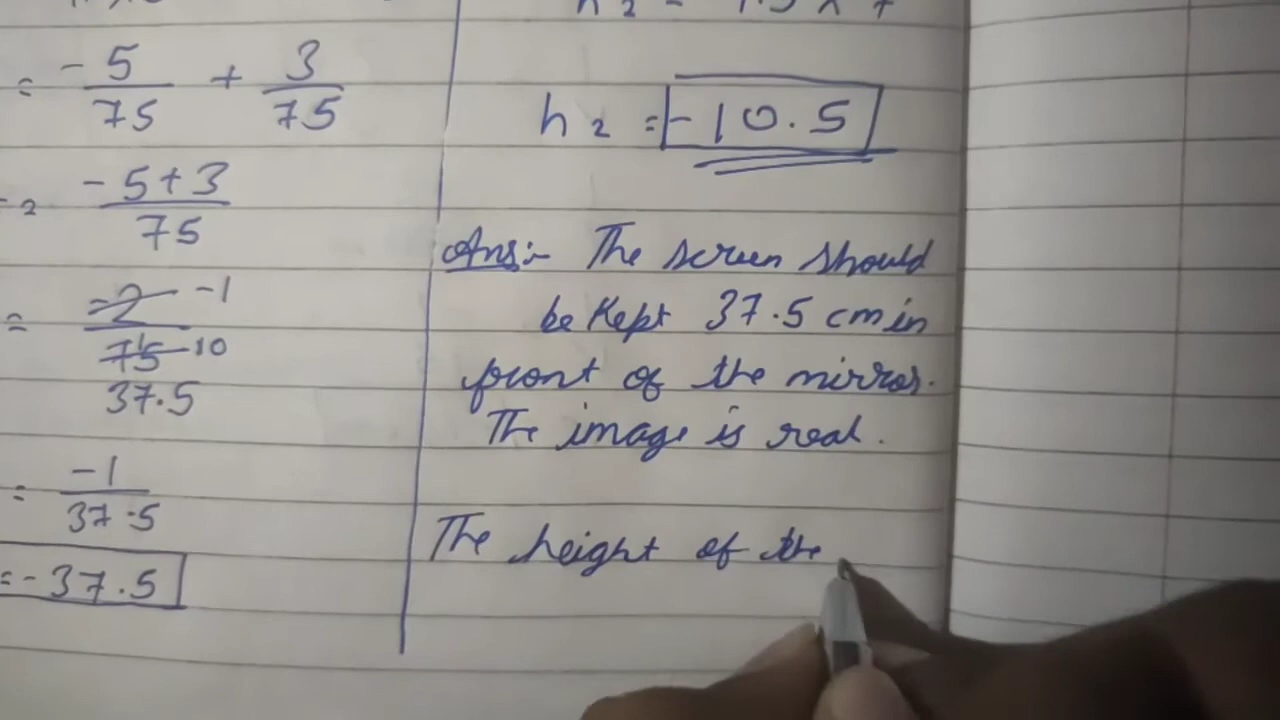 = -5/75 + 3/75
= -5+3/75
= -2/75 -1 10
37.5
= -1/37.5
= -37.5
h2 = -10.5
Ans:- The screen should
be kept 37.5 cm in
front of the mirror.
The image is real.
The height of the